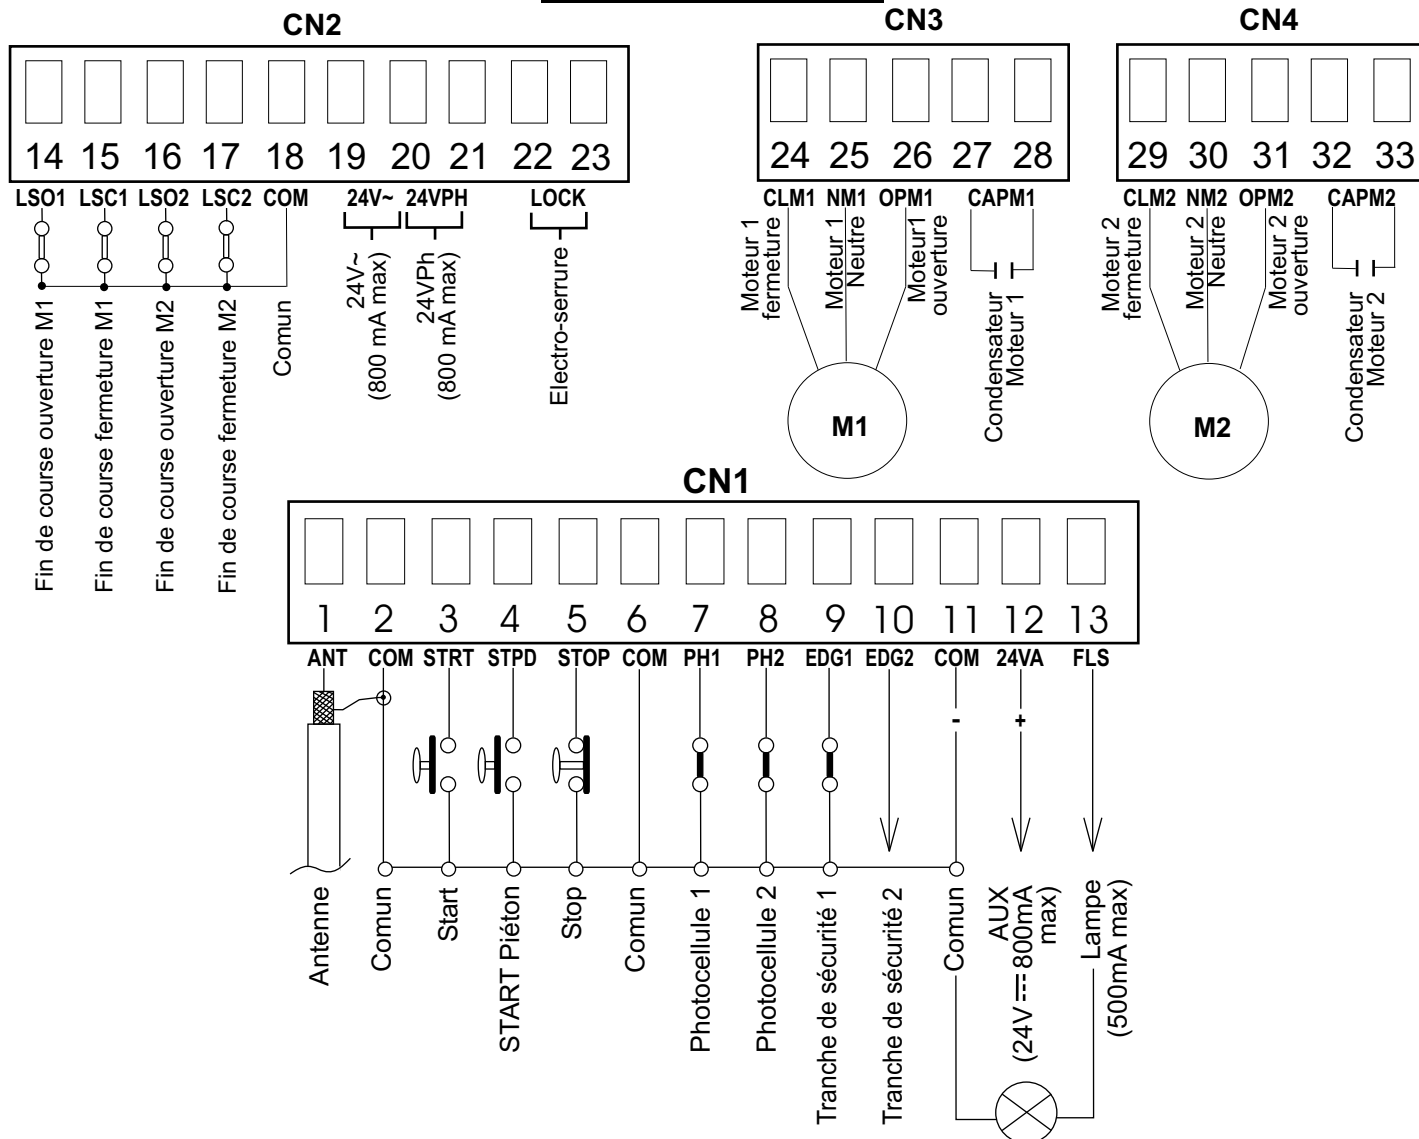 CN2
14 15 16 17 18 19 20 21 22 23
LSO1 LSC1 LSO2 LSC2 COM 24V~ 24VPH LOCK
Fin de course ouverture M1
Fin de course fermeture M1
Fin de course ouverture M2
Fin de course fermeture M2
Comun
24V~
(800 mA max)
24VPh
(800 mA max)
Electro-serrure
CN3
24 25 26 27 28
CLM1 NM1 OPM1 CAPM1
Moteur 1
fermeture
Moteur 1
Neutre
Moteur1
ouverture
Condensateur
Moteur 1
M1
CN4
29 30 31 32 33
CLM2 NM2 OPM2 CAPM2
Moteur 2
fermeture
Moteur 2
Neutre
Moteur 2
ouverture
Condensateur
Moteur 2
M2
CN1
1 2 3 4 5 6 7 8 9 10 11 12 13
ANT COM STRT STPD STOP COM PH1 PH2 EDG1 EDG2 COM 24VA FLS
- +
Antenne
Comun
Start
START Piéton
Stop
Comun
Photocellule 1
Photocellule 2
Tranche de sécurité 1
Tranche de sécurité 2
Comun
AUX
(24V ⎓ 800mA
max)
Lampe
(500mA max)